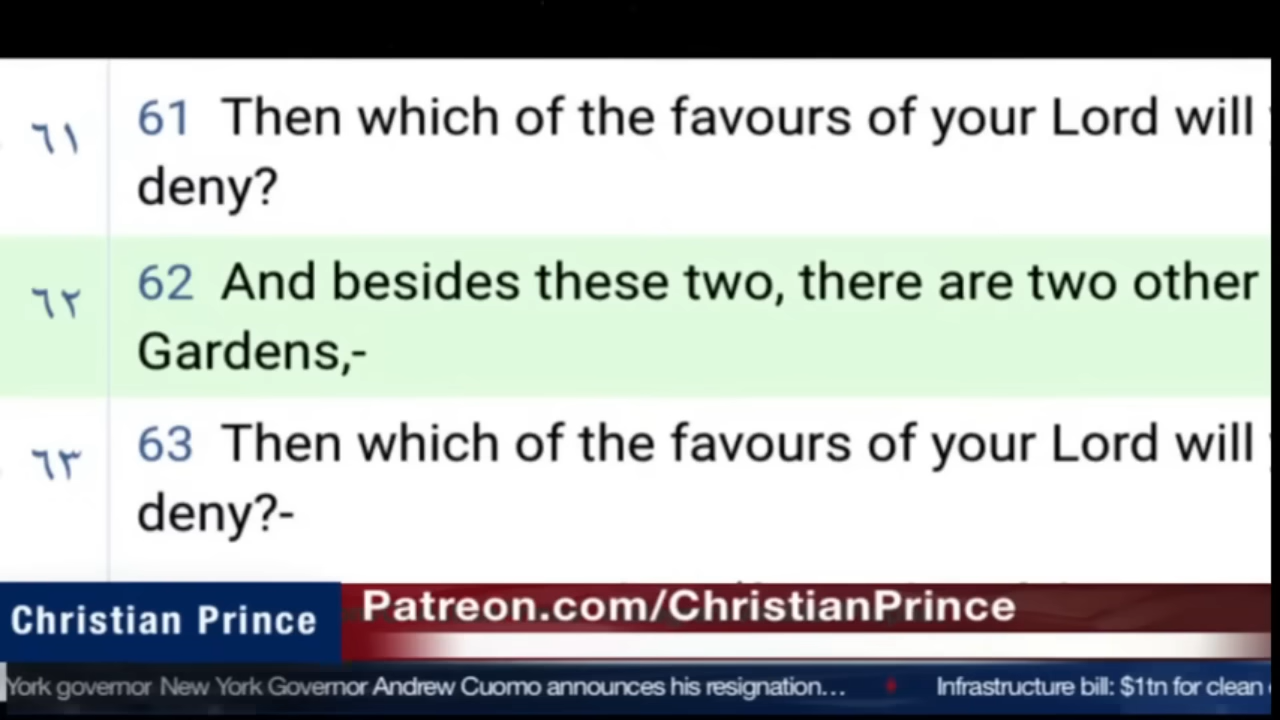 ٦١ 61 Then which of the favours of your Lord will
deny?
٦٢ 62 And besides these two, there are two other
Gardens,-
٦٣ 63 Then which of the favours of your Lord will
deny?-
Christian Prince
Patreon.com/ChristianPrince
York governor New York Governor Andrew Cuomo announces his resignation... Infrastructure bill: $1tn for clean